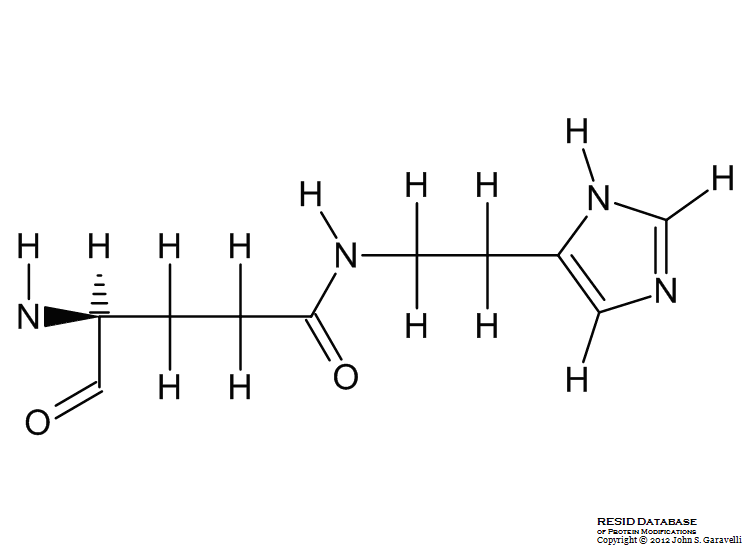 H
H H
H H H
H H H H N
N
N
N
H H
O
H H H
O
RESID DATABASE
OF PROTEIN MODIFICATIONS
Copyright © 2012 John S. Garavelli